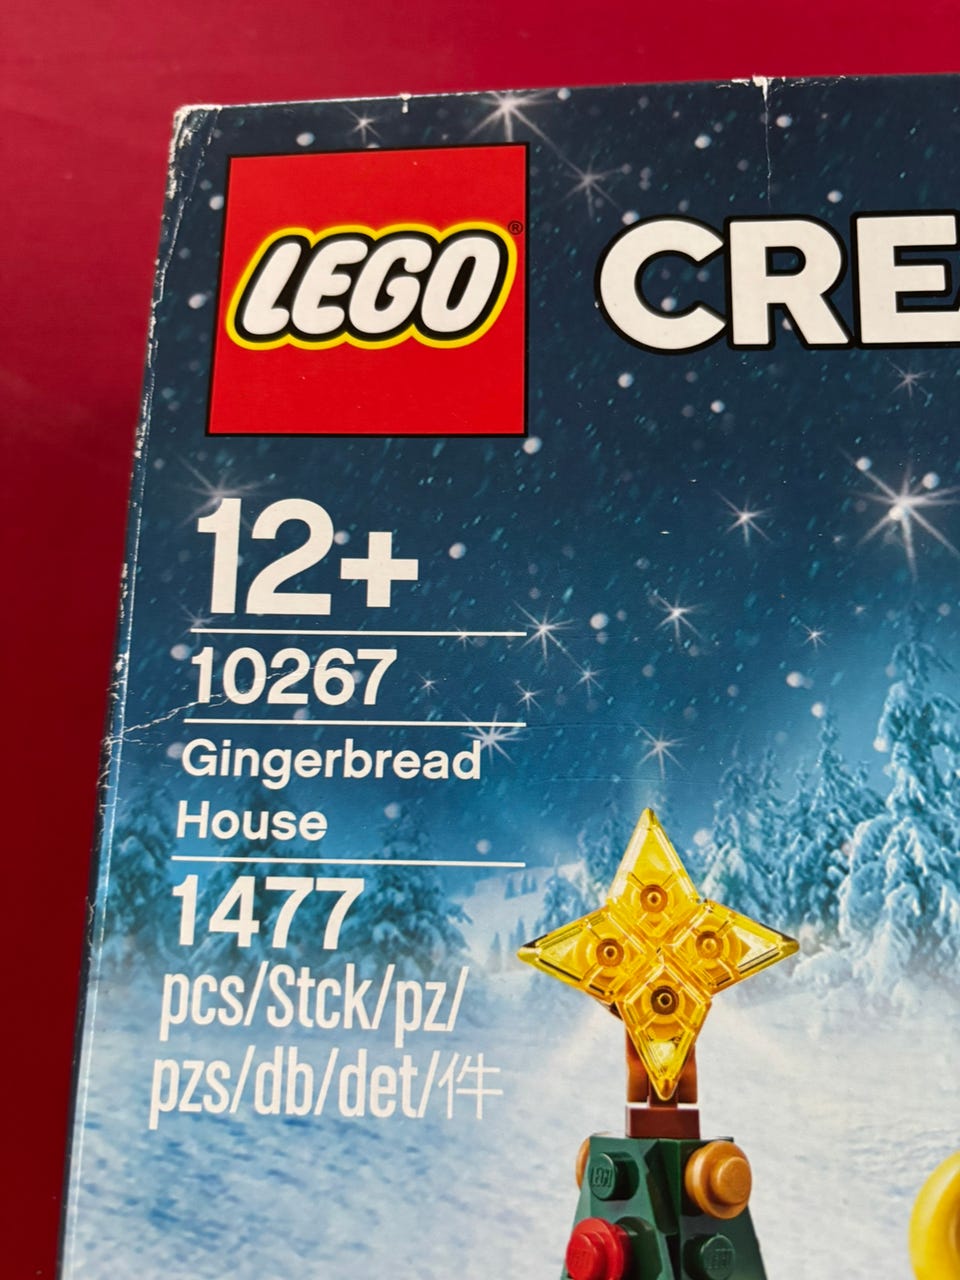 LEGO®
CREA
12+
10267
Gingerbread
House
1477
pcs/Stck/pz/
pzs/db/det/件